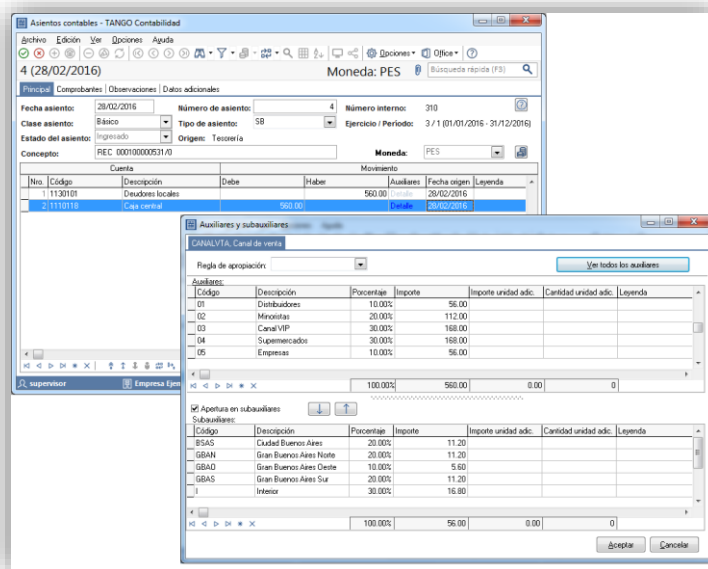 Asientos contables - TANGO Contabilidad
Archivo Edición Ver Opciones Ayuda
Opciones Office
4 (28/02/2016) Moneda: PES Búsqueda rápida (F3)
Principal Comprobantes Observaciones Datos adicionales
Fecha asiento: 28/02/2016 Número de asiento: 4 Número interno: 310
Clase asiento: Básico Tipo de asiento: SB Ejercicio / Período: 3 / 1 (01/01/2016 - 31/12/2016)
Estado del asiento: Ingresado Origen: Tesorería
Concepto: REC 000100000531/0 Moneda: PES
Cuenta Movimiento
Nro. Código Descripción Debe Haber Auxiliares Fecha origen Leyenda
1 1130101 Deudores locales 560.00 Detalle 28/02/2016
2 1110118 Caja central 560.00 Detalle 28/02/2016
supervisor Empresa Ejem
Auxiliares y subauxiliares
CANALVTA, Canal de venta
Regla de apropiación: Ver todos los auxiliares
Auxiliares:
Código Descripción Porcentaje Importe Importe unidad adic. Cantidad unidad adic. Leyenda
01 Distribuidores 10.00% 56.00
02 Minoristas 20.00% 112.00
03 Canal VIP 30.00% 168.00
04 Supermercados 30.00% 168.00
05 Empresas 10.00% 56.00
100.00% 560.00 0.00 0
Apertura en subauxiliares
Subauxiliares:
Código Descripción Porcentaje Importe Importe unidad adic. Cantidad unidad adic. Leyenda
BSAS Ciudad Buenos Aires 20.00% 11.20
GBAN Gran Buenos Aires Norte 20.00% 11.20
GBAO Gran Buenos Aires Oeste 10.00% 5.60
GBAS Gran Buenos Aires Sur 20.00% 11.20
I Interior 30.00% 16.80
100.00% 56.00 0.00 0
Aceptar Cancelar